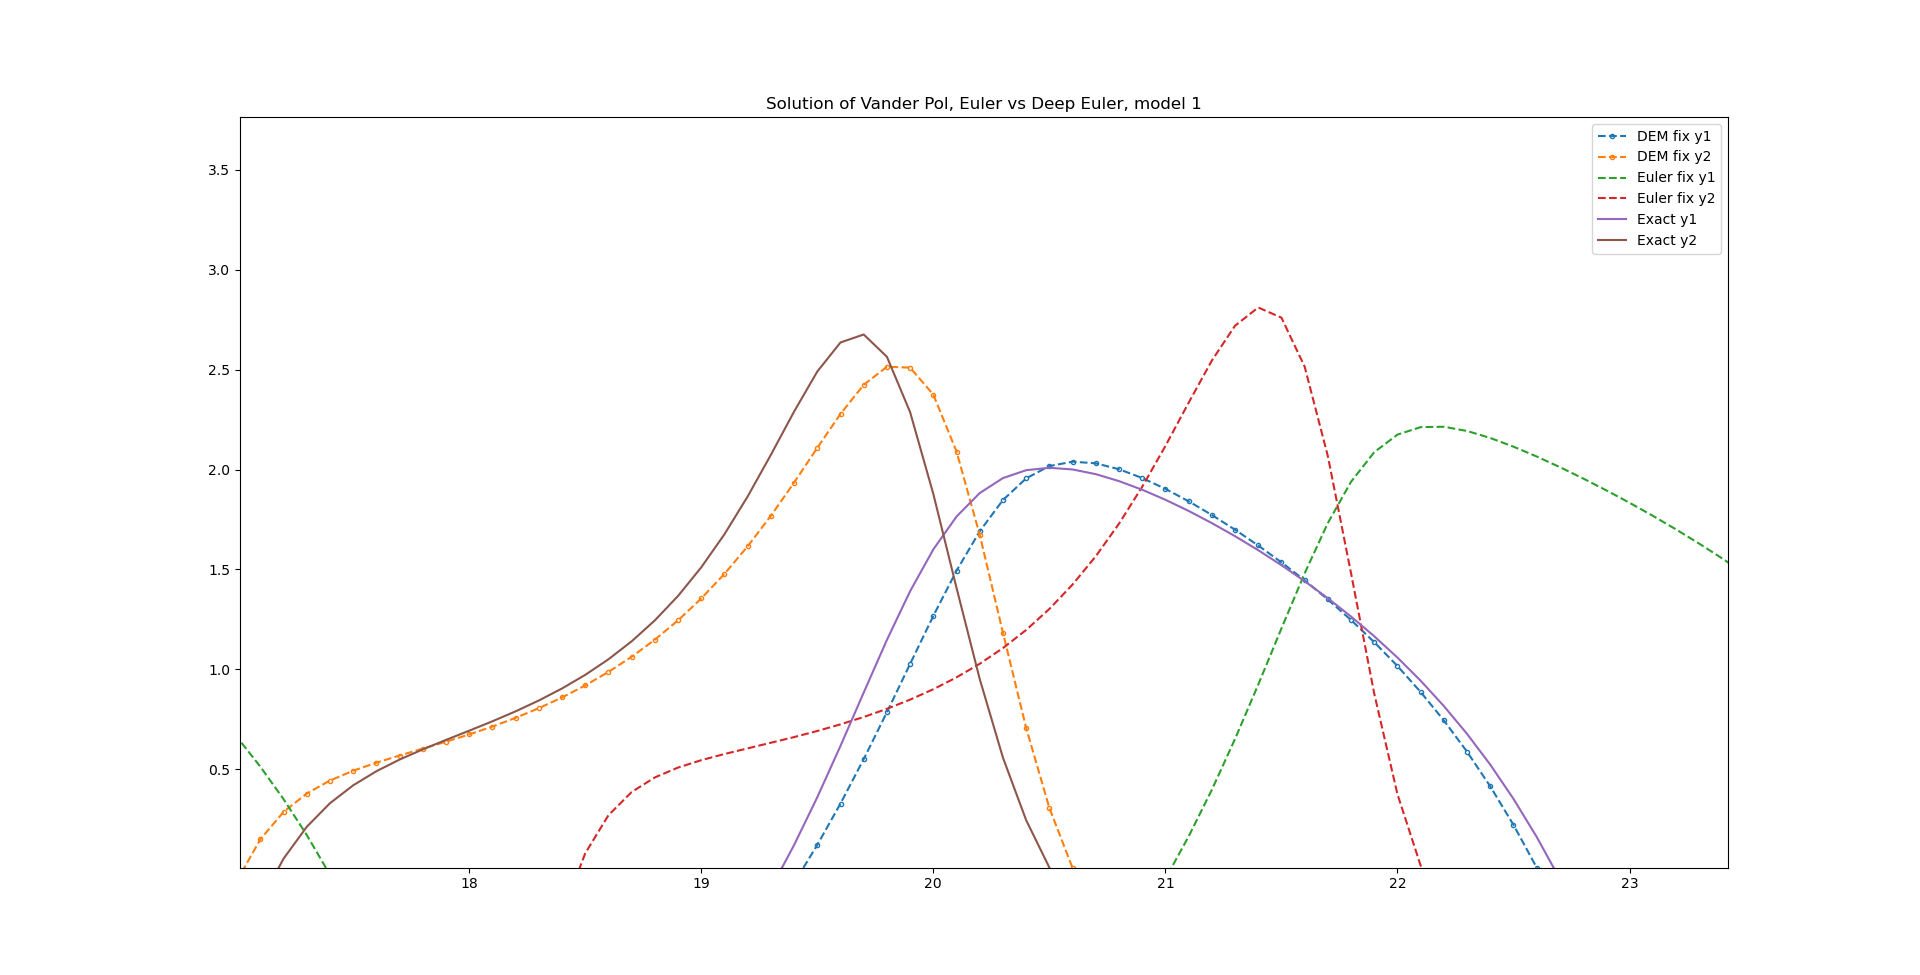 Solution of Vander Pol, Euler vs Deep Euler, model 1
DEM fix y1
DEM fix y2
Euler fix y1
Euler fix y2
Exact y1
Exact y2
3.5
3.0
2.5
2.0
1.5
1.0
0.5
18 19 20 21 22 23